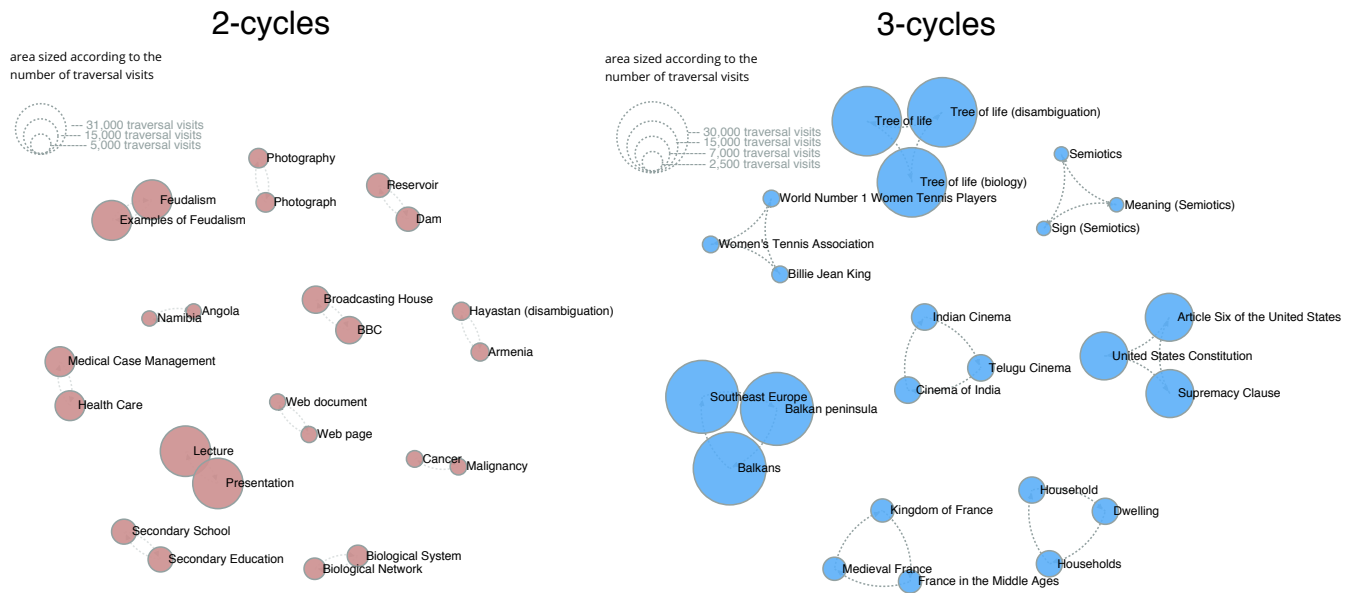 2-cycles
area sized according to the
number of traversal visits
31,000 traversal visits
15,000 traversal visits
5,000 traversal visits
Photography
Photograph
Reservoir
Dam
Feudalism
Examples of Feudalism
Angola
Namibia
Broadcasting House
BBC
Hayastan (disambiguation)
Armenia
Medical Case Management
Health Care
Web document
Web page
Lecture
Presentation
Cancer
Malignancy
Secondary School
Secondary Education
Biological System
Biological Network
3-cycles
area sized according to the
number of traversal visits
30,000 traversal visits
15,000 traversal visits
7,000 traversal visits
2,500 traversal visits
Tree of life
Tree of life (disambiguation)
Tree of life (biology)
Semiotics
Meaning (Semiotics)
Sign (Semiotics)
World Number 1 Women Tennis Players
Women's Tennis Association
Billie Jean King
Indian Cinema
Telugu Cinema
Cinema of India
Article Six of the United States
United States Constitution
Supremacy Clause
Southeast Europe
Balkan peninsula
Balkans
Kingdom of France
Medieval France
France in the Middle Ages
Household
Dwelling
Households